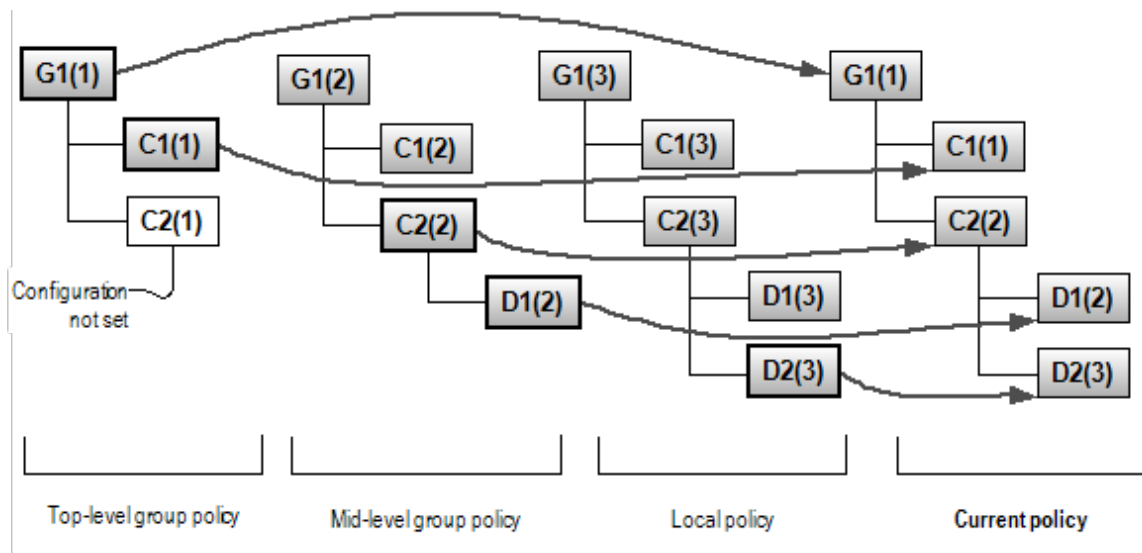 G1(1)
G1(2)
G1(3)
G1(1)
C1(1)
C1(2)
C1(3)
C1(1)
C2(1)
C2(2)
C2(3)
C2(2)
Configuration
not set
D1(2)
D1(3)
D1(2)
D2(3)
D2(3)
Top-level group policy
Mid-level group policy
Local policy
Current policy